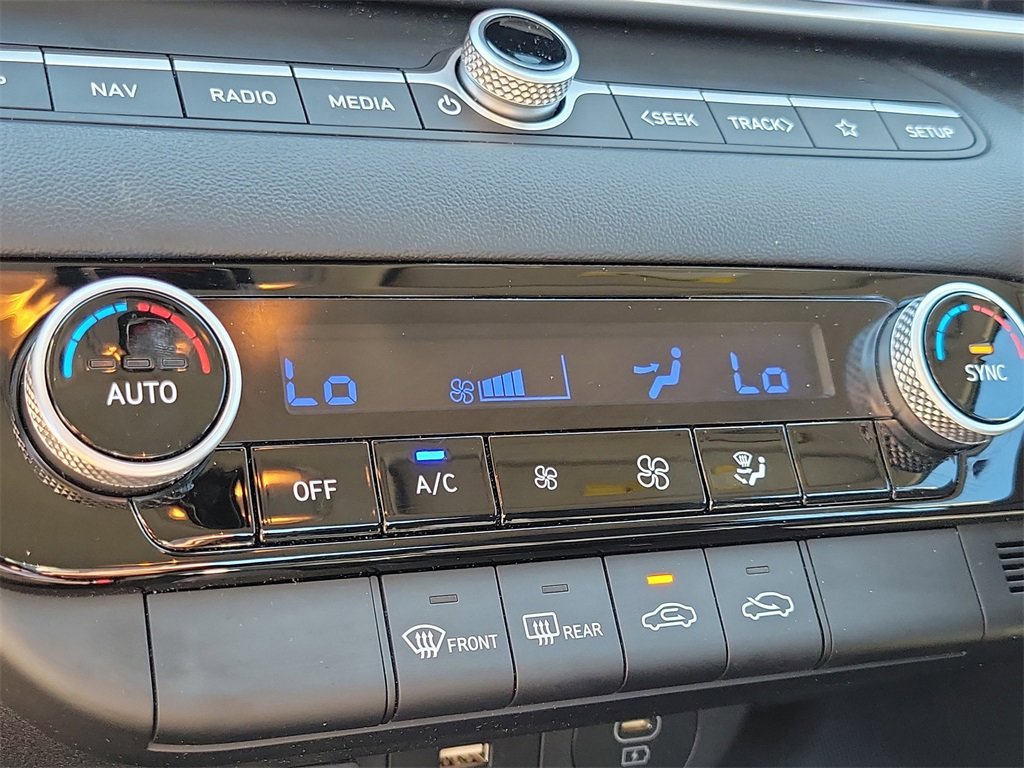 NAV RADIO MEDIA <SEEK TRACK> SETUP
AUTO Lo Lo SYNC
OFF A/C
FRONT REAR